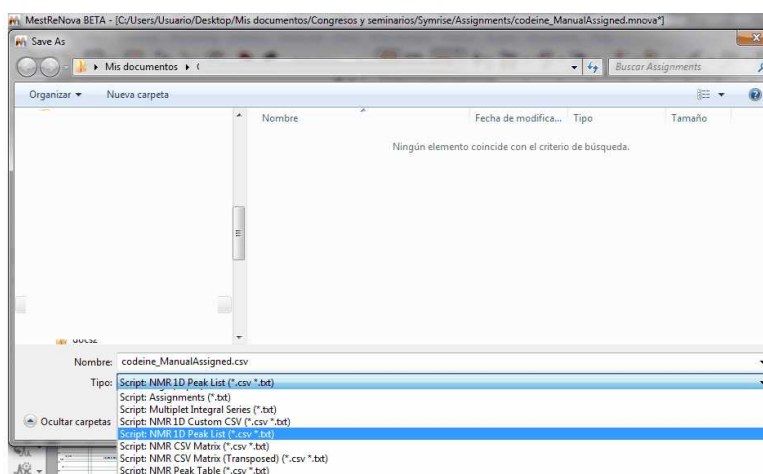 MestReNova BETA - [C:/Users/Usuario/Desktop/Mis documentos/Congresos y seminarios/Symrise/Assignments/codeine_ManualAssigned.mnova*]
Save As
Mis documentos
Buscar Assignments
Organizar
Nueva carpeta
Nombre Fecha de modifica... Tipo Tamaño
Ningún elemento coincide con el criterio de búsqueda.
Nombre: codeine_ManualAssigned.csv
Tipo: Script: NMR 1D Peak List (*.csv *.txt)
Script: Assignments (*.txt)
Script: Multiplet Integral Series (*.txt)
Ocultar carpetas Script: NMR 1D Custom CSV (*.csv *.txt)
Script: NMR 1D Peak List (*.csv *.txt)
Script: NMR CSV Matrix (*.csv *.txt)
Script: NMR CSV Matrix (Transposed) (*.csv *.txt)
Script: NMR Peak Table (*.csv *.txt)